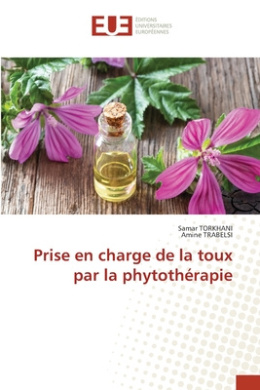 EUE
ÉDITIONS
UNIVERSITAIRES
EUROPÉENNES
Samar TORKHANI
Amine TRABELSI
Prise en charge de la toux
par la phytothérapie